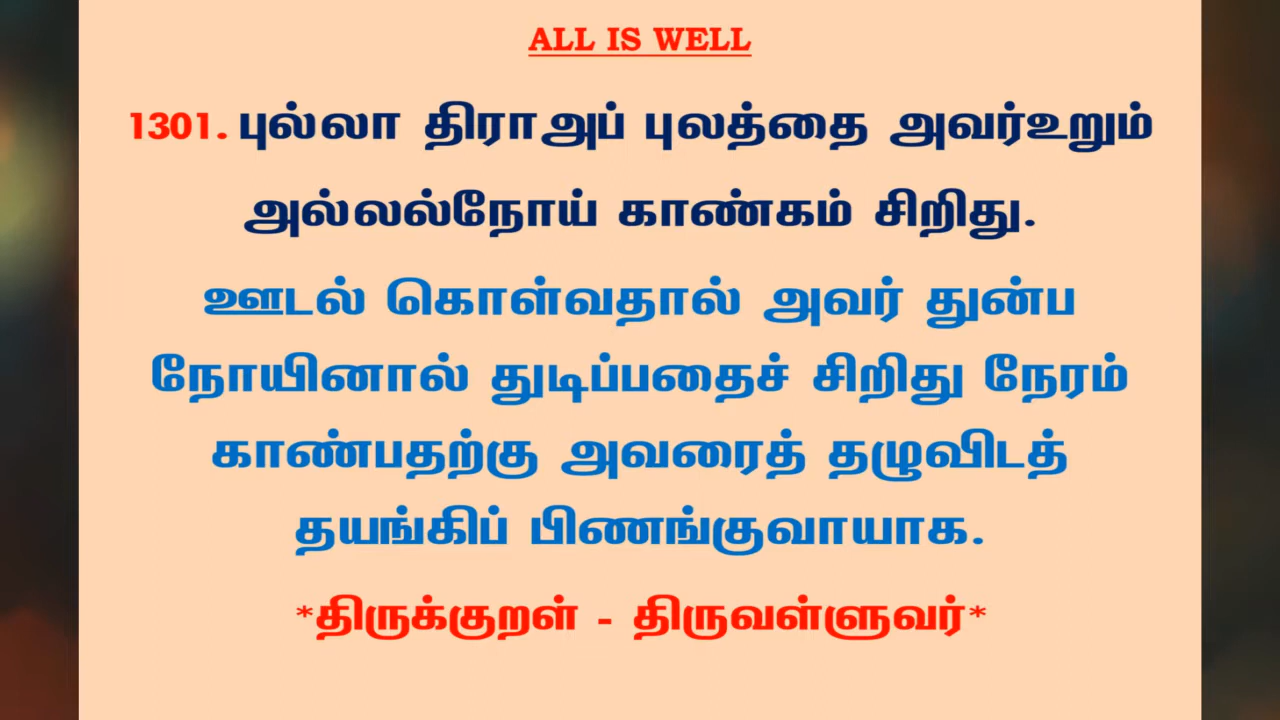 ALL IS WELL
1301. புல்லா திராஅப் புலத்தை அவர்உறும்
அல்லல்நோய் காண்கம் சிறிது.
ஊடல் கொள்வதால் அவர் துன்ப
நோயினால் துடிப்பதைச் சிறிது நேரம்
காண்பதற்கு அவரைத் தழுவிடத்
தயங்கிப் பிணங்குவாயாக.
*திருக்குறள் - திருவள்ளுவர்*